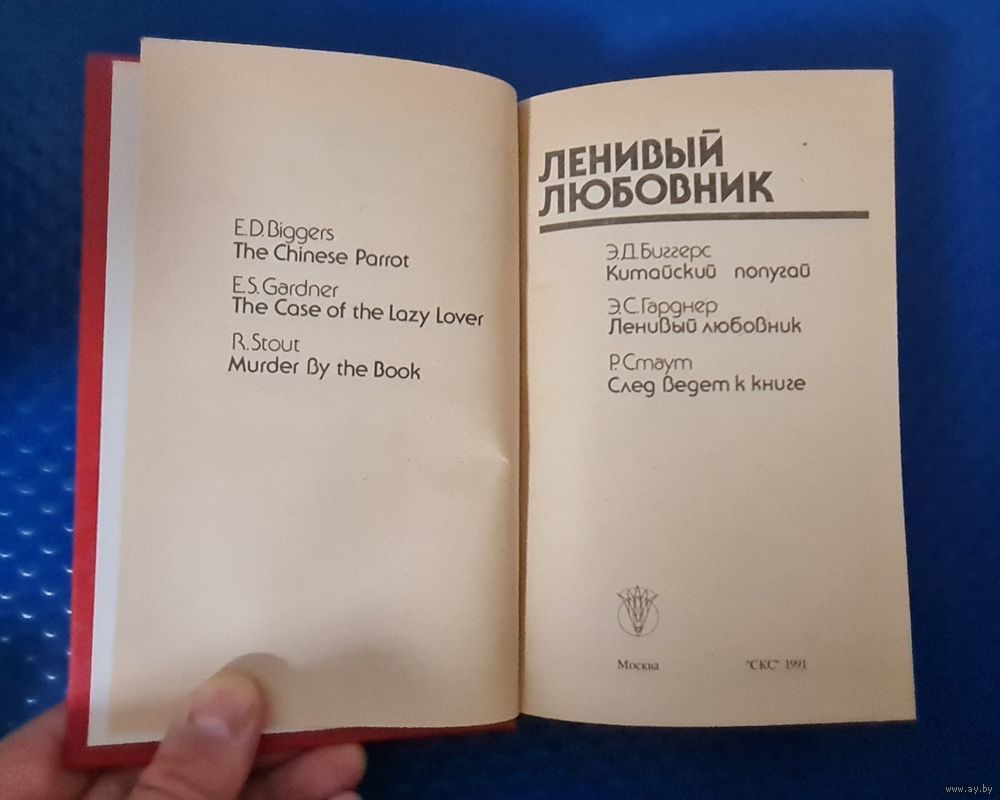 E.D.Biggers
The Chinese Parrot
E.S.Gardner
The Case of the Lazy Lover
R.Stout
Murder By the Book
ЛЕНИВЫЙ
ЛЮБОВНИК
Э.Д.Биггерс
Китайский попугай
Э.С.Гарднер
Ленивый любовник
Р.Стаут
След ведет к книге
Москва "СКС" 1991
www.ay.by